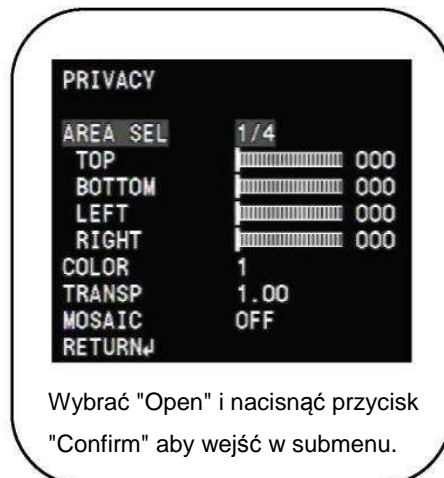 PRIVACY
AREA SEL 1/4
TOP 000
BOTTOM 000
LEFT 000
RIGHT 000
COLOR 1
TRANSP 1.00
MOSAIC OFF
RETURN↲
Wybrać "Open" i nacisnąć przycisk
"Confirm" aby wejść w submenu.